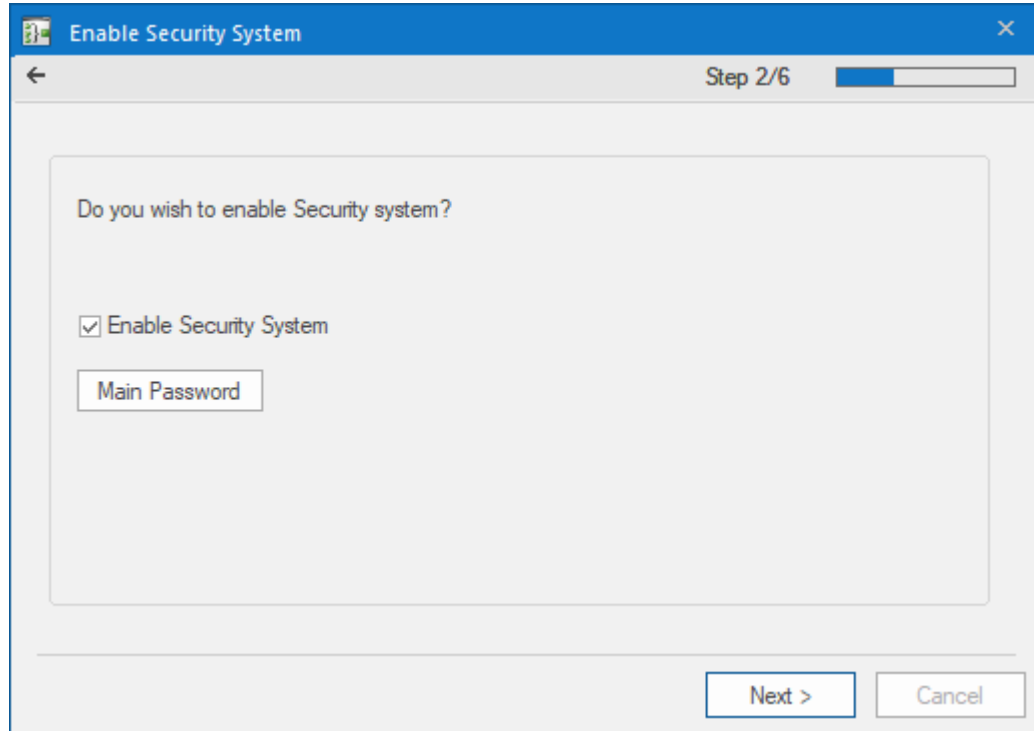 Enable Security System
Step 2/6
Do you wish to enable Security system?
Enable Security System
Main Password
Next >
Cancel